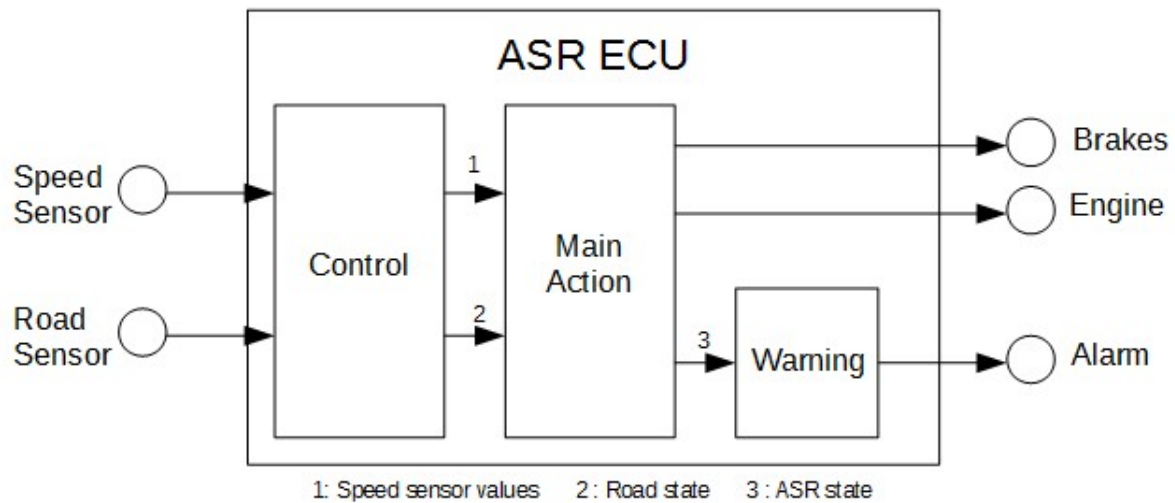 ASR ECU
Speed
Sensor
Road
Sensor
Control
1
2
Main
Action
3
Warning
Brakes
Engine
Alarm
1: Speed sensor values 2 : Road state 3 : ASR state